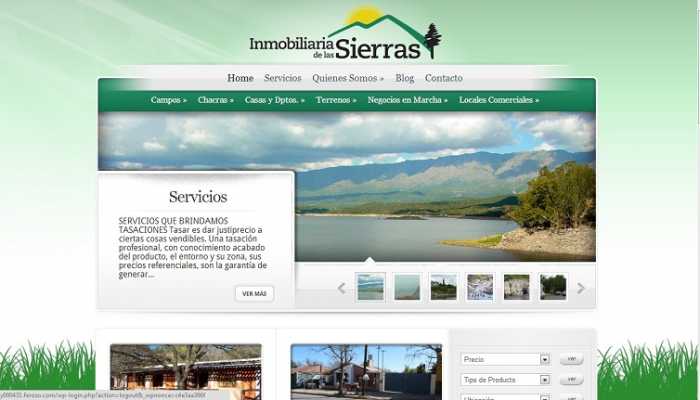 Inmobiliaria
de las Sierras
Home Servicios Quienes Somos » Blog Contacto
Campos » Chacras » Casas y Dptos. » Terrenos » Negocios en Marcha » Locales Comerciales »
Servicios
SERVICIOS QUE BRINDAMOS
TASACIONES Tasar es dar justiprecio a
ciertas cosas vendibles. Una tasación
profesional, con conocimiento acabado
del producto, el entorno y su zona, sus
precios referenciales, son la garantía de
generar...
VER MÁS
Precio ver
Tipo de Producto ver
Ubicación